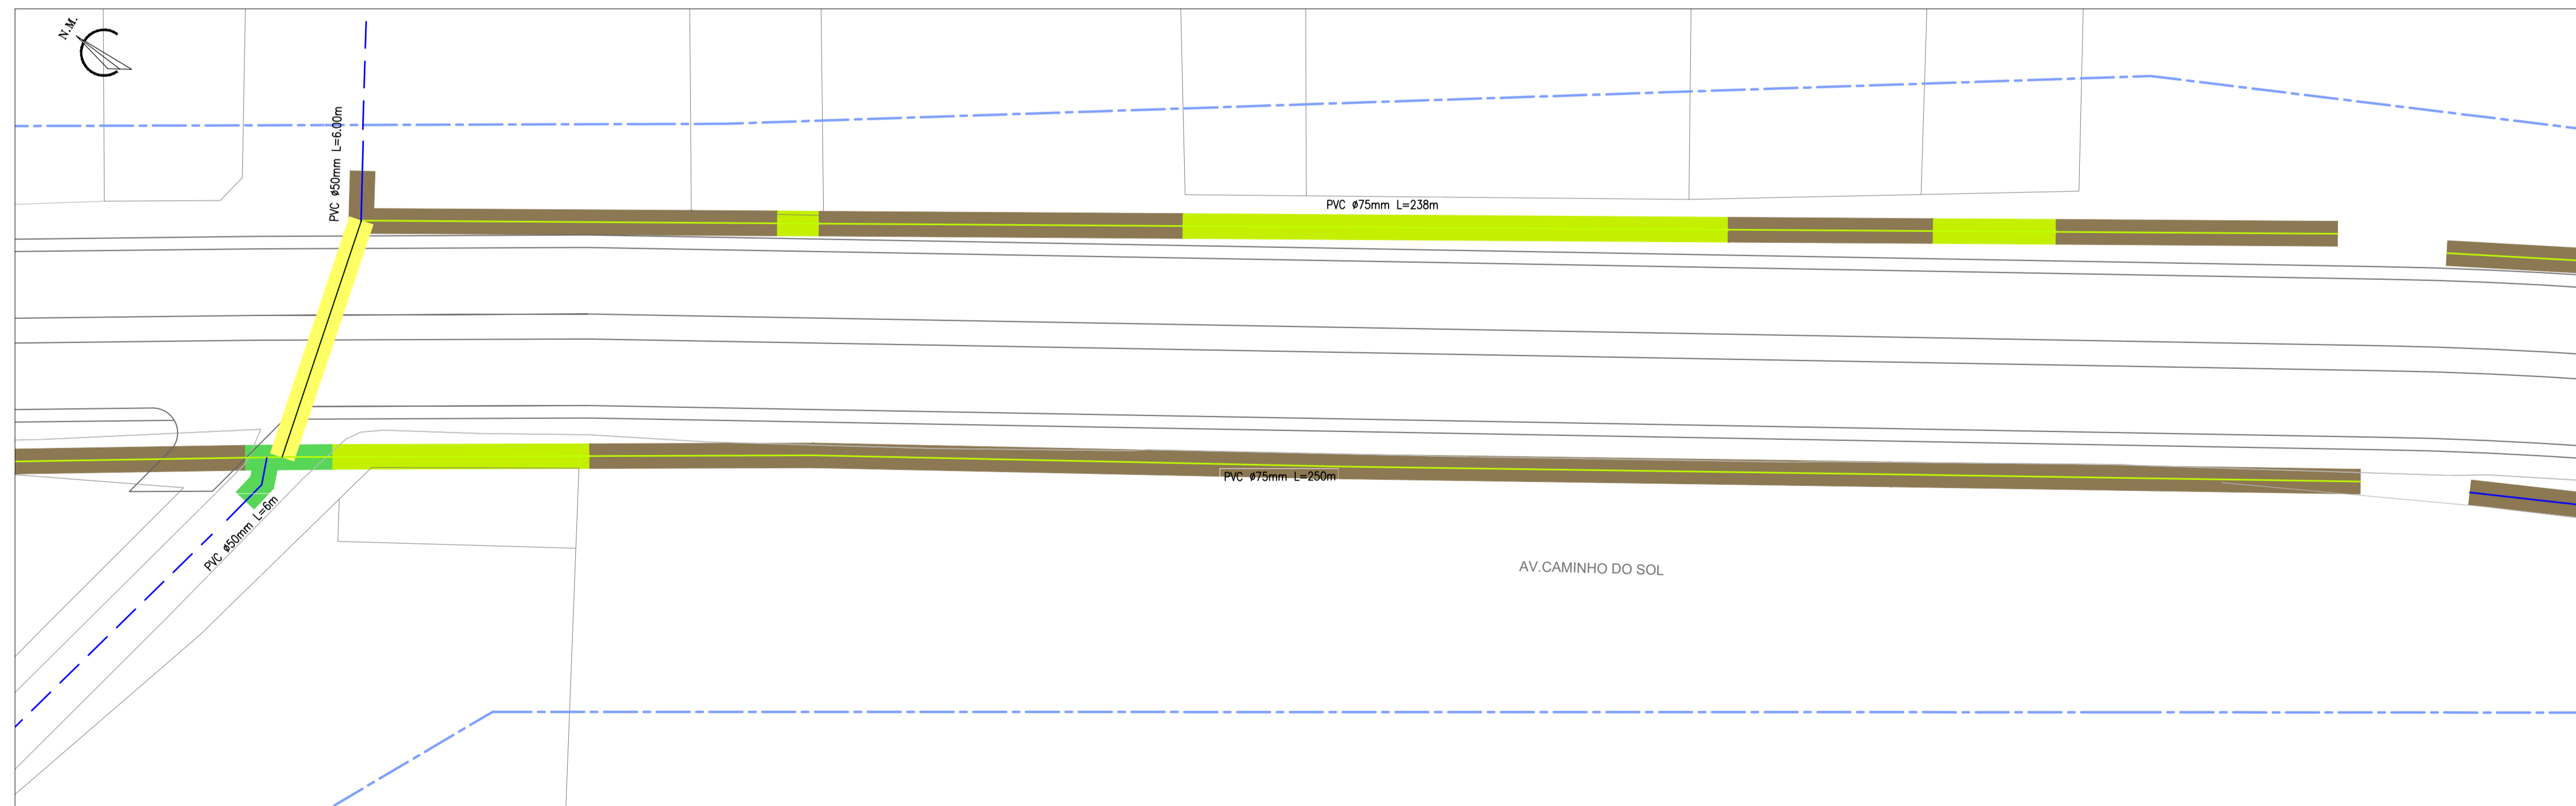 N.M.
PVC ø50mm L=6.00m
PVC ø75mm L=238m
PVC ø75mm L=250m
PVC ø50mm L=6m
AV.CAMINHO DO SOL